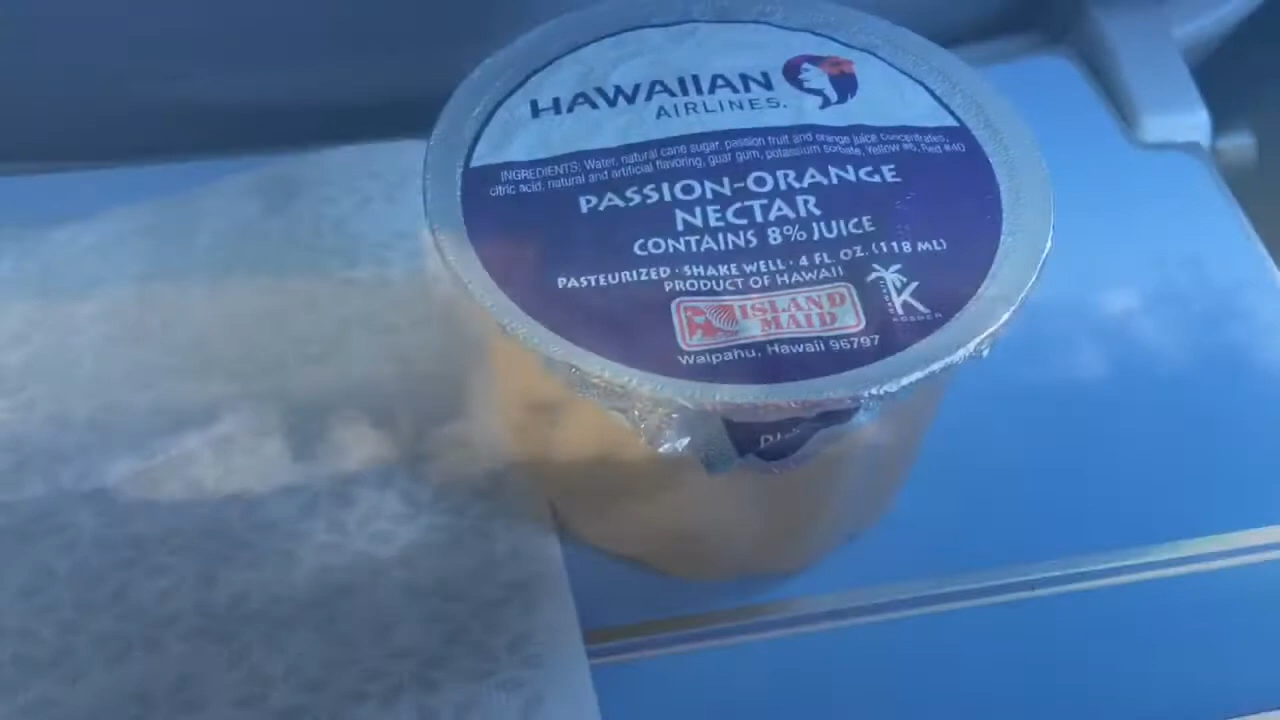 HAWAIIAN
AIRLINES.
INGREDIENTS: Water, natural cane sugar, passion fruit and orange juice concentrates,
citric acid, natural and artificial flavoring, guar gum, potassium sorbate, Yellow #6, Red #40
PASSION-ORANGE
NECTAR
CONTAINS 8% JUICE
PASTEURIZED · SHAKE WELL · 4 FL. OZ. (118 ML)
PRODUCT OF HAWAII
ISLAND
MAID
K
KOSHER
Waipahu, Hawaii 96797